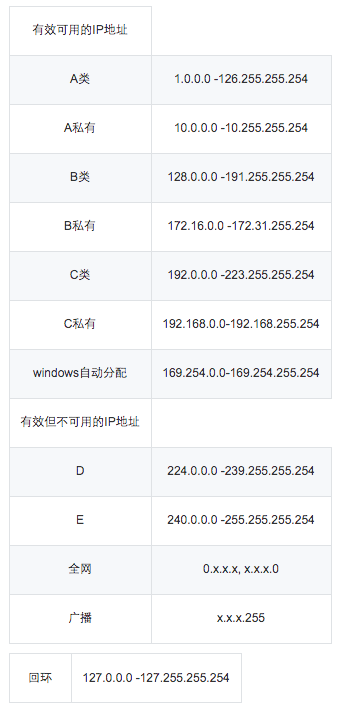 有效可用的IP地址
A类 1.0.0.0 -126.255.255.254
A私有 10.0.0.0 -10.255.255.254
B类 128.0.0.0 -191.255.255.254
B私有 172.16.0.0 -172.31.255.254
C类 192.0.0.0 -223.255.255.254
C私有 192.168.0.0-192.168.255.254
windows自动分配 169.254.0.0-169.254.255.254
有效但不可用的IP地址
D 224.0.0.0 -239.255.255.254
E 240.0.0.0 -255.255.255.254
全网 0.x.x.x, x.x.x.0
广播 x.x.x.255
回环 127.0.0.0 -127.255.255.254